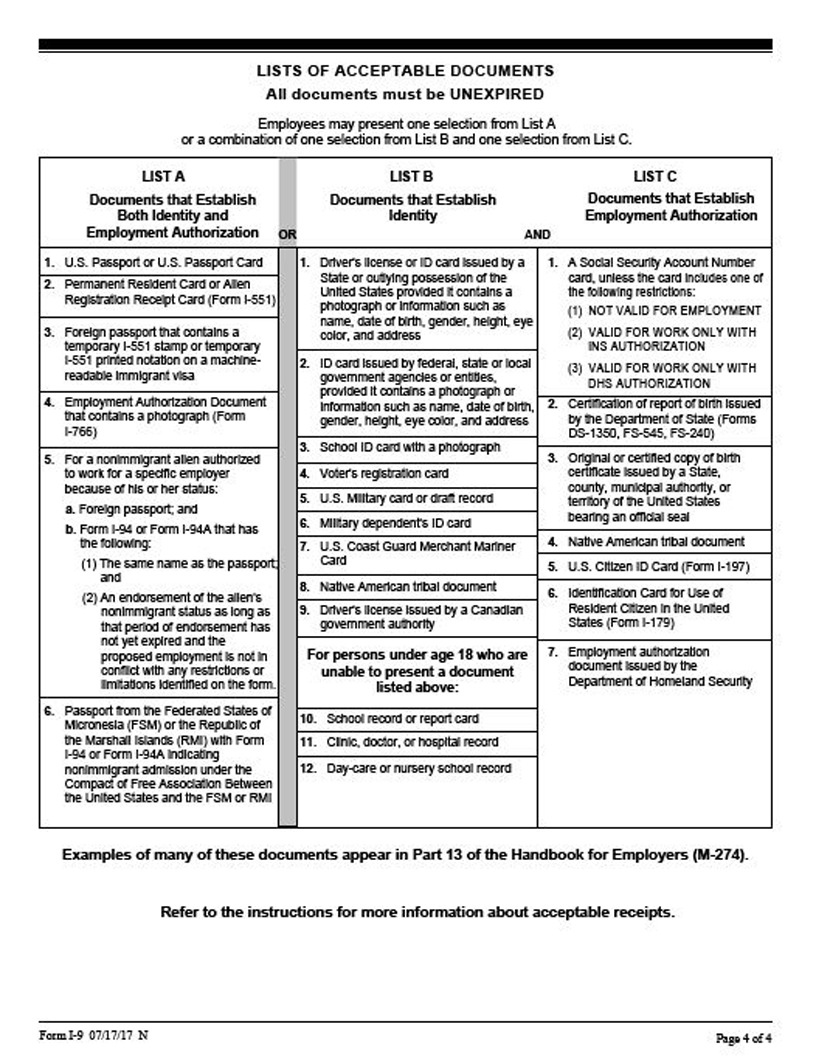 LISTS OF ACCEPTABLE DOCUMENTS
All documents must be UNEXPIRED
Employees may present one selection from List A
or a combination of one selection from List B and one selection from List C.
LIST A
Documents that Establish
Both Identity and
Employment Authorization
OR
LIST B
Documents that Establish
Identity
AND
LIST C
Documents that Establish
Employment Authorization
1. U.S. Passport or U.S. Passport Card
2. Permanent Resident Card or Alien
Registration Receipt Card (Form I-551)
3. Foreign passport that contains a
temporary I-551 stamp or temporary
I-551 printed notation on a machine-
readable immigrant visa
4. Employment Authorization Document
that contains a photograph (Form
I-766)
5. For a nonimmigrant alien authorized
to work for a specific employer
because of his or her status:
a. Foreign passport; and
b. Form I-94 or Form I-94A that has
the following:
(1) The same name as the passport;
and
(2) An endorsement of the alien's
nonimmigrant status as long as
that period of endorsement has
not yet expired and the
proposed employment is not in
conflict with any restrictions or
limitations identified on the form.
6. Passport from the Federated States of
Micronesia (FSM) or the Republic of
the Marshall Islands (RMI) with Form
I-94 or Form I-94A indicating
nonimmigrant admission under the
Compact of Free Association Between
the United States and the FSM or RMI
1. Driver's license or ID card issued by a
State or outlying possession of the
United States provided it contains a
photograph or information such as
name, date of birth, gender, height, eye
color, and address
2. ID card issued by federal, state or local
government agencies or entities,
provided it contains a photograph or
information such as name, date of birth,
gender, height, eye color, and address
3. School ID card with a photograph
4. Voter's registration card
5. U.S. Military card or draft record
6. Military dependent's ID card
7. U.S. Coast Guard Merchant Mariner
Card
8. Native American tribal document
9. Driver's license issued by a Canadian
government authority
For persons under age 18 who are
unable to present a document
listed above:
10. School record or report card
11. Clinic, doctor, or hospital record
12. Day-care or nursery school record
1. A Social Security Account Number
card, unless the card includes one of
the following restrictions:
(1) NOT VALID FOR EMPLOYMENT
(2) VALID FOR WORK ONLY WITH
INS AUTHORIZATION
(3) VALID FOR WORK ONLY WITH
DHS AUTHORIZATION
2. Certification of report of birth issued
by the Department of State (Forms
DS-1350, FS-545, FS-240)
3. Original or certified copy of birth
certificate issued by a State,
county, municipal authority, or
territory of the United States
bearing an official seal
4. Native American tribal document
5. U.S. Citizen ID Card (Form I-197)
6. Identification Card for Use of
Resident Citizen in the United
States (Form I-179)
7. Employment authorization
document issued by the
Department of Homeland Security
Examples of many of these documents appear in Part 13 of the Handbook for Employers (M-274).
Refer to the instructions for more information about acceptable receipts.
Form I-9 07/17/17 N
Page 4 of 4